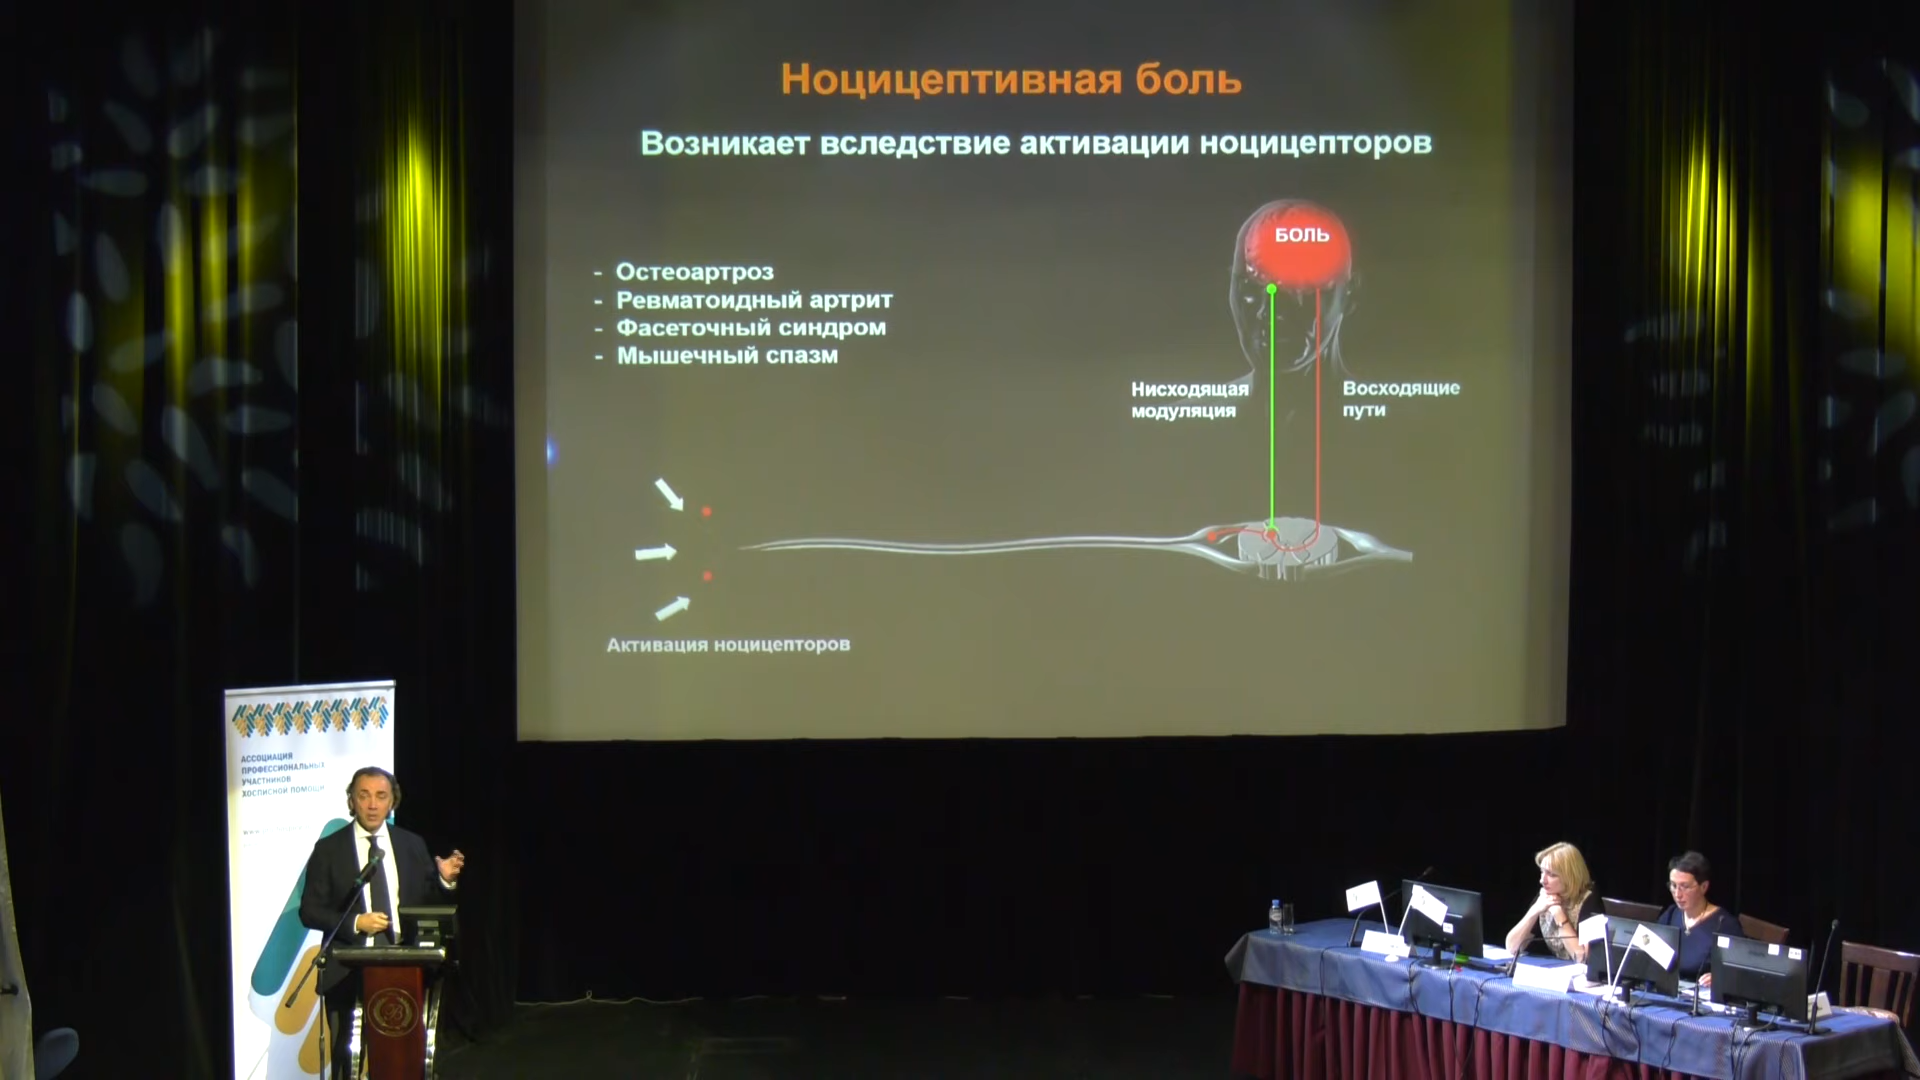 Ноцицептивная боль
Возникает вследствие активации ноцицепторов
БОЛЬ
- Остеоартроз
- Ревматоидный артрит
- Фасеточный синдром
- Мышечный спазм
Нисходящая
модуляция
Восходящие
пути
Активация ноцицепторов
АССОЦИАЦИЯ
ПРОФЕССИОНАЛЬНЫХ
УЧАСТНИКОВ
ХОСПИСНОЙ ПОМОЩИ